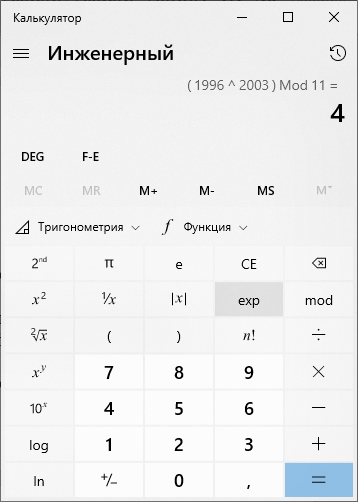 Калькулятор
Инженерный
( 1996 ^ 2003 ) Mod 11 =
4
DEG F-E
MC MR M+ M- MS M˅
Тригонометрия f Функция
2ⁿᵈ π e CE
x² ¹/x |x| exp mod
²√x ( ) n! ÷
xʸ 7 8 9 ×
10ˣ 4 5 6 −
log 1 2 3 +
ln +/− 0 , =